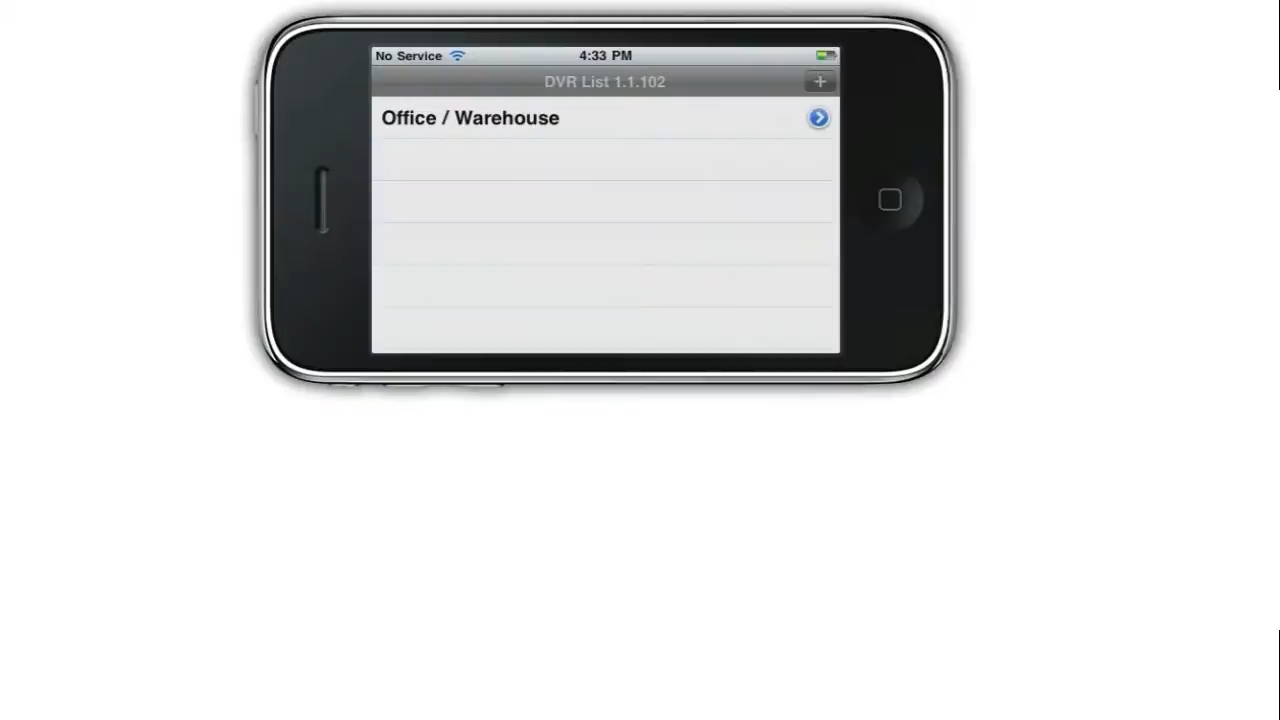 No Service 4:33 PM
DVR List 1.1.102 +
Office / Warehouse